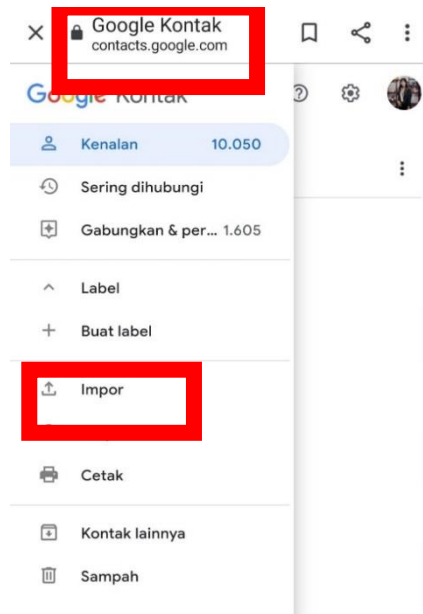 Google Kontak
contacts.google.com
Google Kontak
Kenalan 10.050
Sering dihubungi
Gabungkan & per... 1.605
Label
Buat label
Impor
Cetak
Kontak lainnya
Sampah